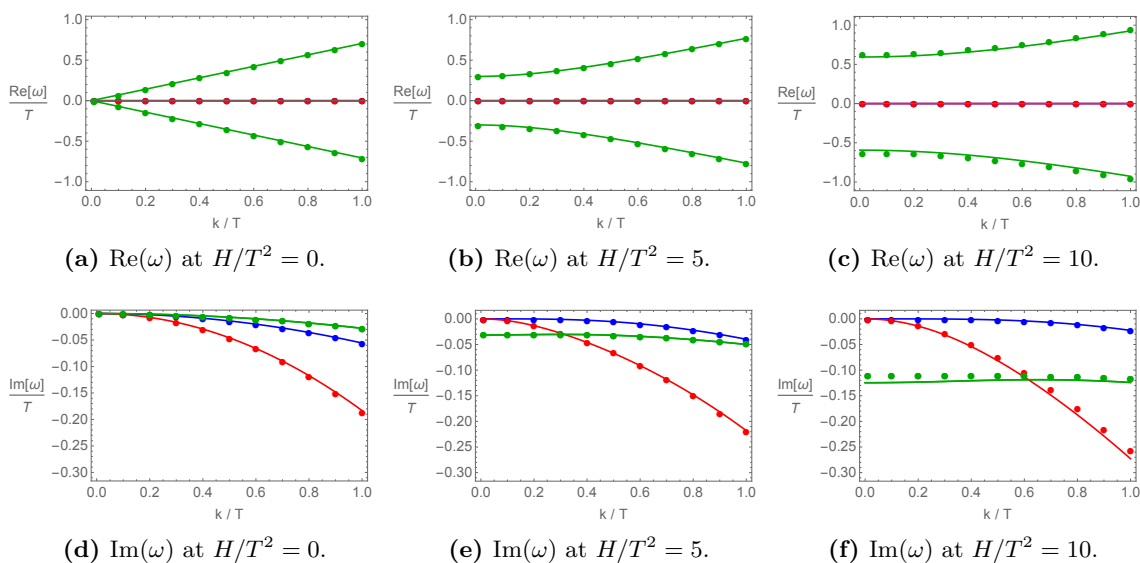 1.0
0.5
Re[ω]
T
0.0
-0.5
-1.0
0.0 0.2 0.4 0.6 0.8 1.0
k / T
(a) Re(ω) at H/T² = 0.
1.0
0.5
Re[ω]
T
0.0
-0.5
-1.0
0.0 0.2 0.4 0.6 0.8 1.0
k / T
(b) Re(ω) at H/T² = 5.
1.0
0.5
Re[ω]
T
0.0
-0.5
-1.0
0.0 0.2 0.4 0.6 0.8 1.0
k / T
(c) Re(ω) at H/T² = 10.
0.00
-0.05
-0.10
Im[ω]
T
-0.15
-0.20
-0.25
-0.30
0.0 0.2 0.4 0.6 0.8 1.0
k / T
(d) Im(ω) at H/T² = 0.
0.00
-0.05
-0.10
Im[ω]
T
-0.15
-0.20
-0.25
-0.30
0.0 0.2 0.4 0.6 0.8 1.0
k / T
(e) Im(ω) at H/T² = 5.
0.00
-0.05
-0.10
Im[ω]
T
-0.15
-0.20
-0.25
-0.30
0.0 0.2 0.4 0.6 0.8 1.0
k / T
(f) Im(ω) at H/T² = 10.